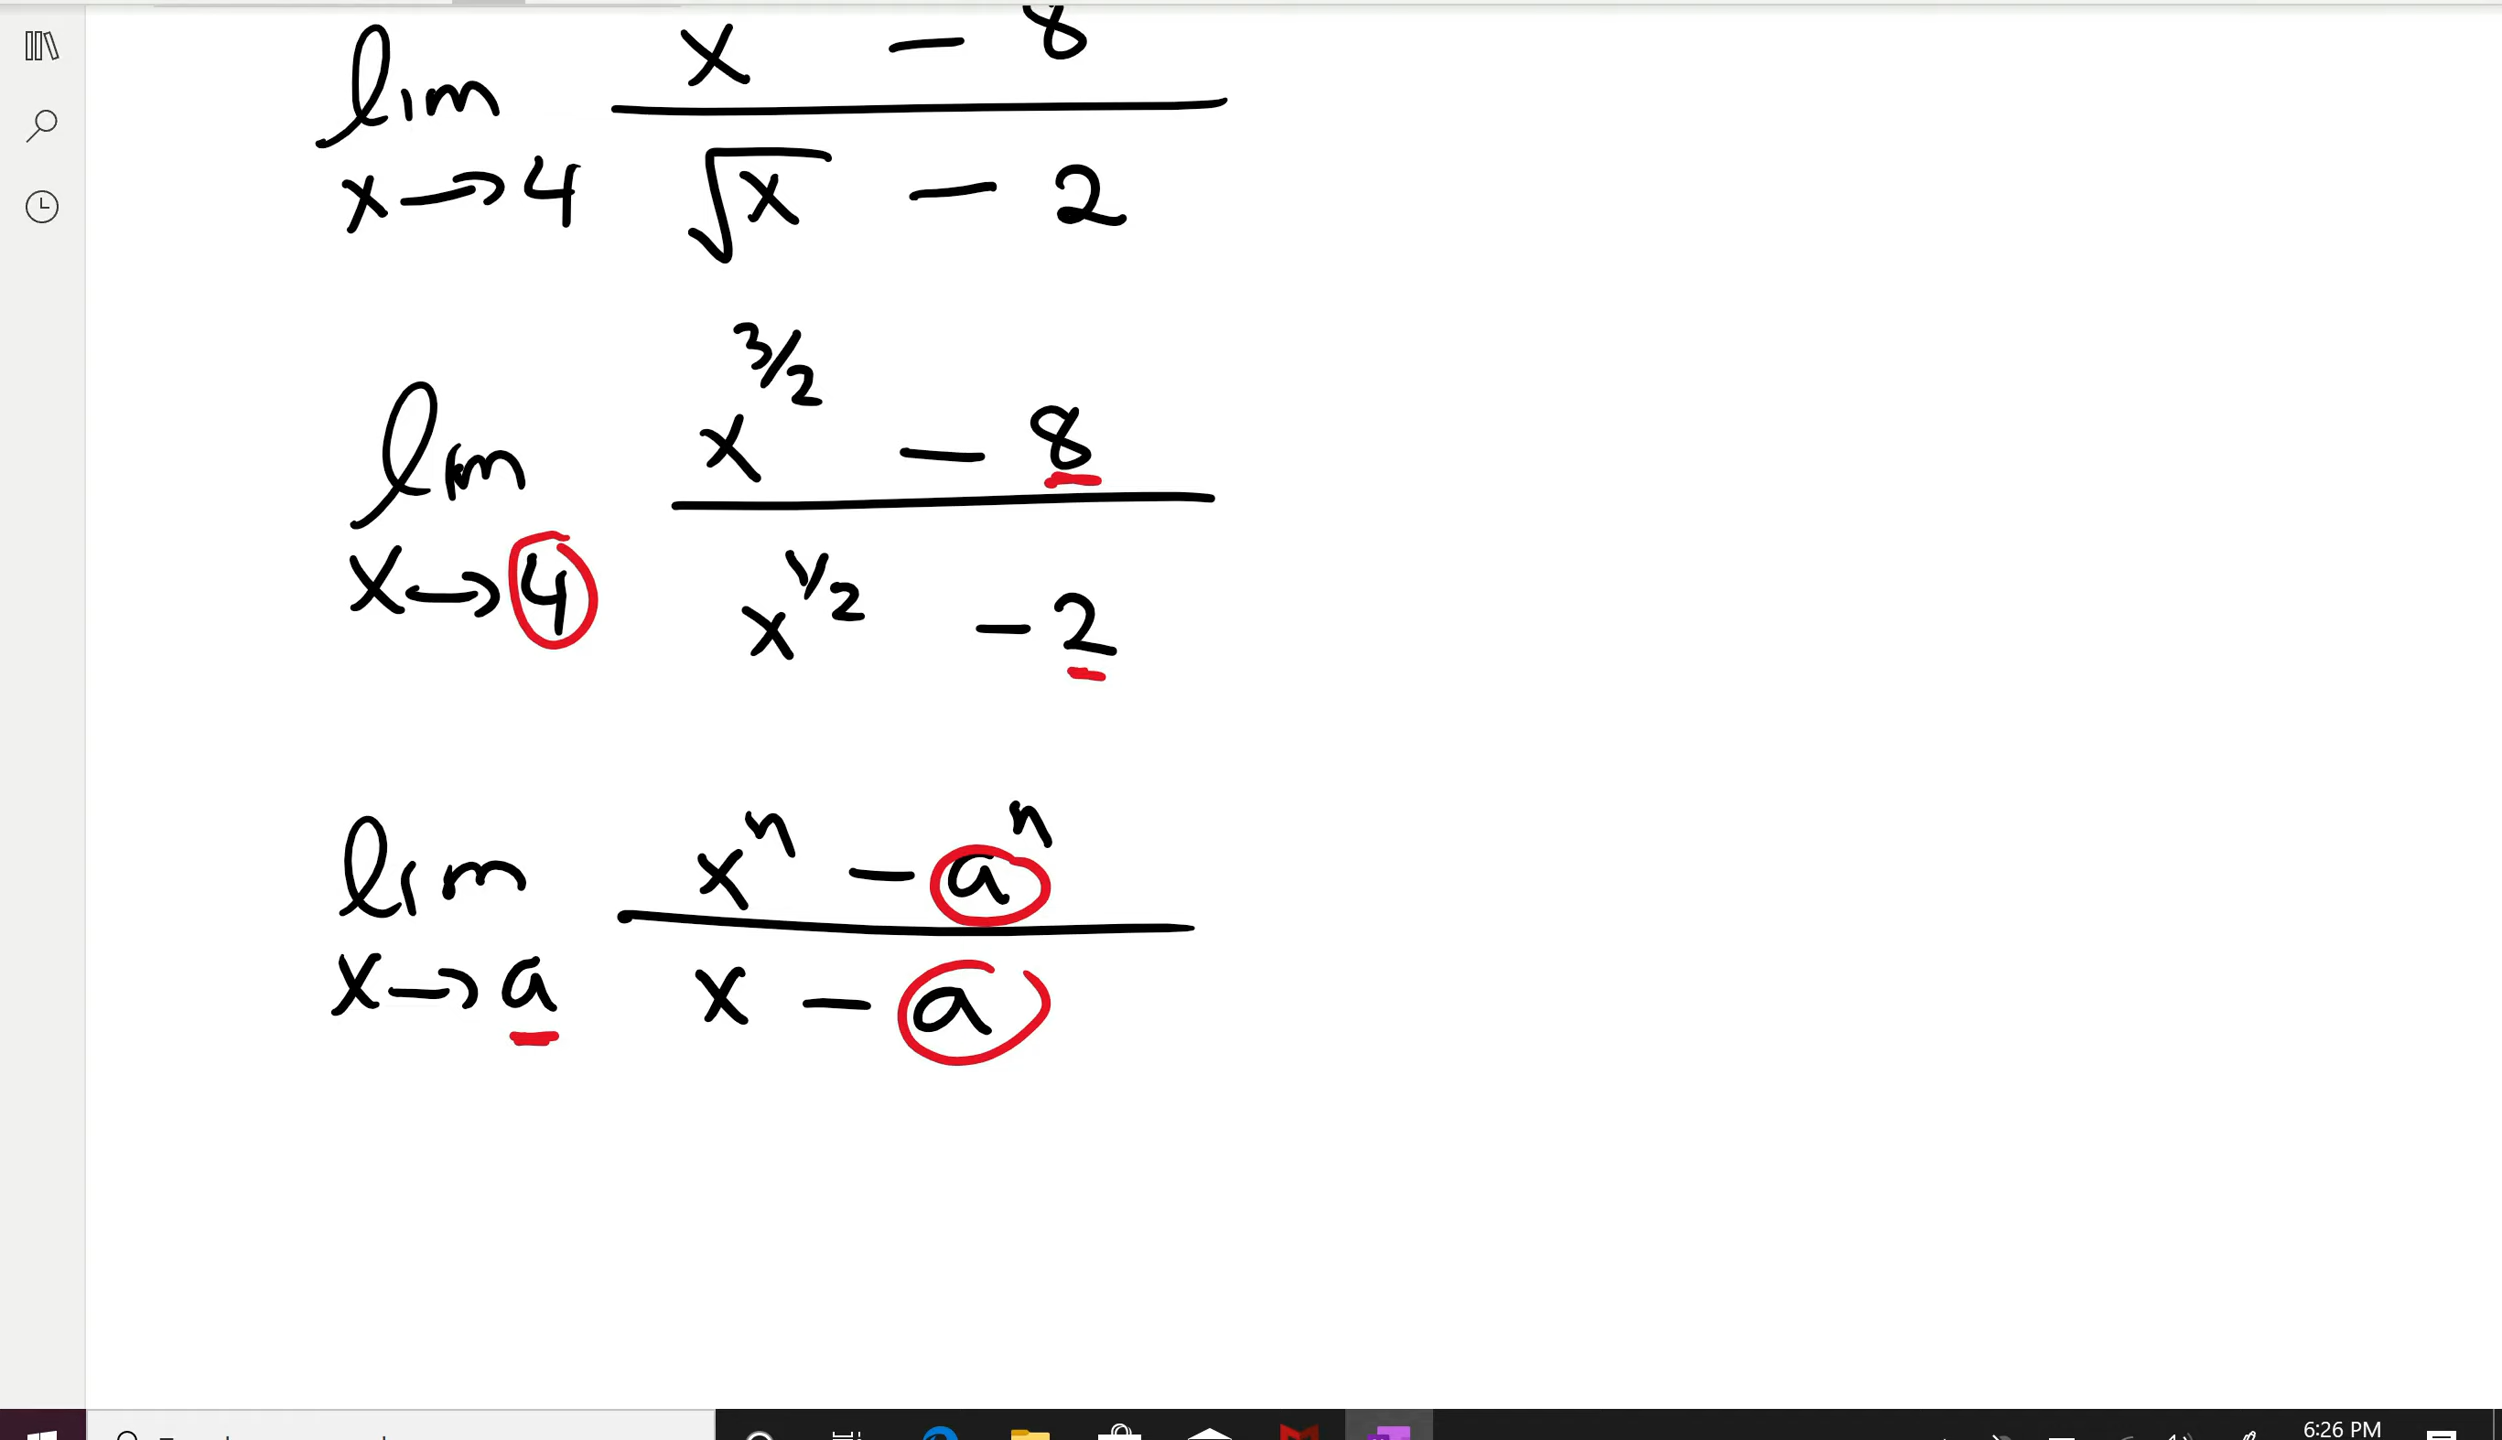 lim x - 8
x→4 √x - 2
lim x^3/2 - 8
x→4 x^1/2 - 2
lim x^n - a^n
x→a x - a
6:26 PM